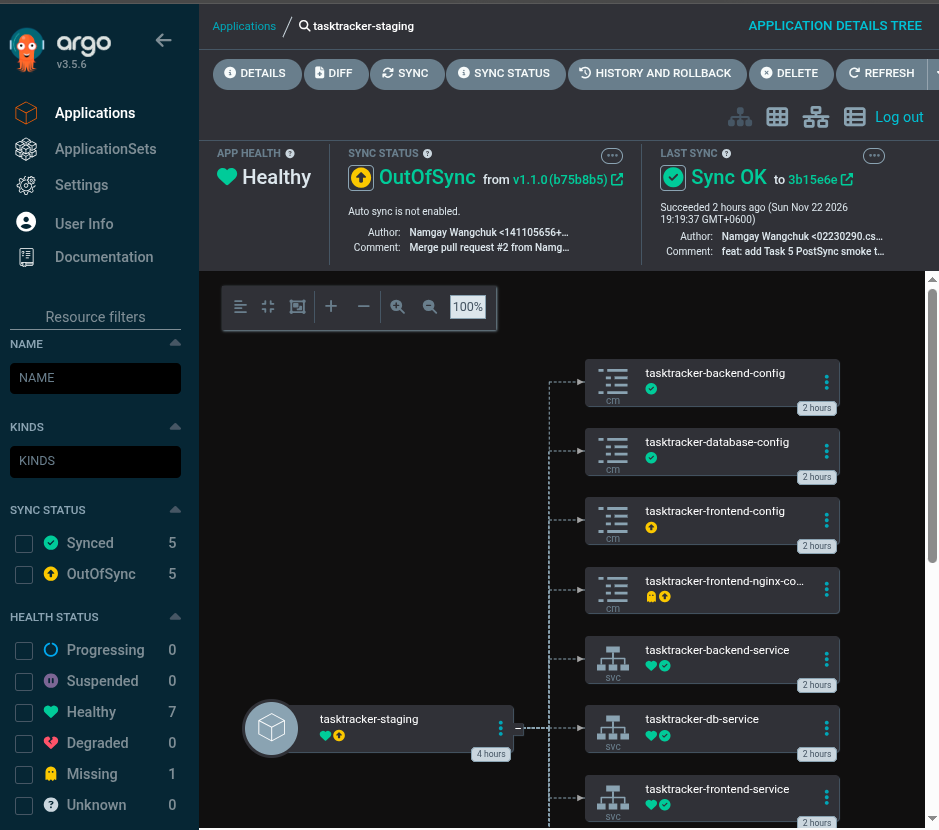 argo
v3.5.6
Applications
ApplicationSets
Settings
User Info
Documentation
Resource filters
NAME
NAME
KINDS
KINDS
SYNC STATUS
Synced 5
OutOfSync 5
HEALTH STATUS
Progressing 0
Suspended 0
Healthy 7
Degraded 0
Missing 1
Unknown 0
Applications / tasktracker-staging
APPLICATION DETAILS TREE
DETAILS DIFF SYNC SYNC STATUS HISTORY AND ROLLBACK DELETE REFRESH
Log out
APP HEALTH
Healthy
SYNC STATUS
OutOfSync from v1.1.0 (b75b8b5)
Auto sync is not enabled.
Author: Namgay Wangchuk <141105656+...
Comment: Merge pull request #2 from Namg...
LAST SYNC
Sync OK to 3b15e6e
Succeeded 2 hours ago (Sun Nov 22 2026
19:19:37 GMT+0600)
Author: Namgay Wangchuk <02230290.cs...
Comment: feat: add Task 5 PostSync smoke t...
100%
tasktracker-staging
4 hours
tasktracker-backend-config
cm
2 hours
tasktracker-database-config
cm
2 hours
tasktracker-frontend-config
cm
2 hours
tasktracker-frontend-nginx-co...
cm
tasktracker-backend-service
svc
2 hours
tasktracker-db-service
svc
2 hours
tasktracker-frontend-service
svc
2 hours